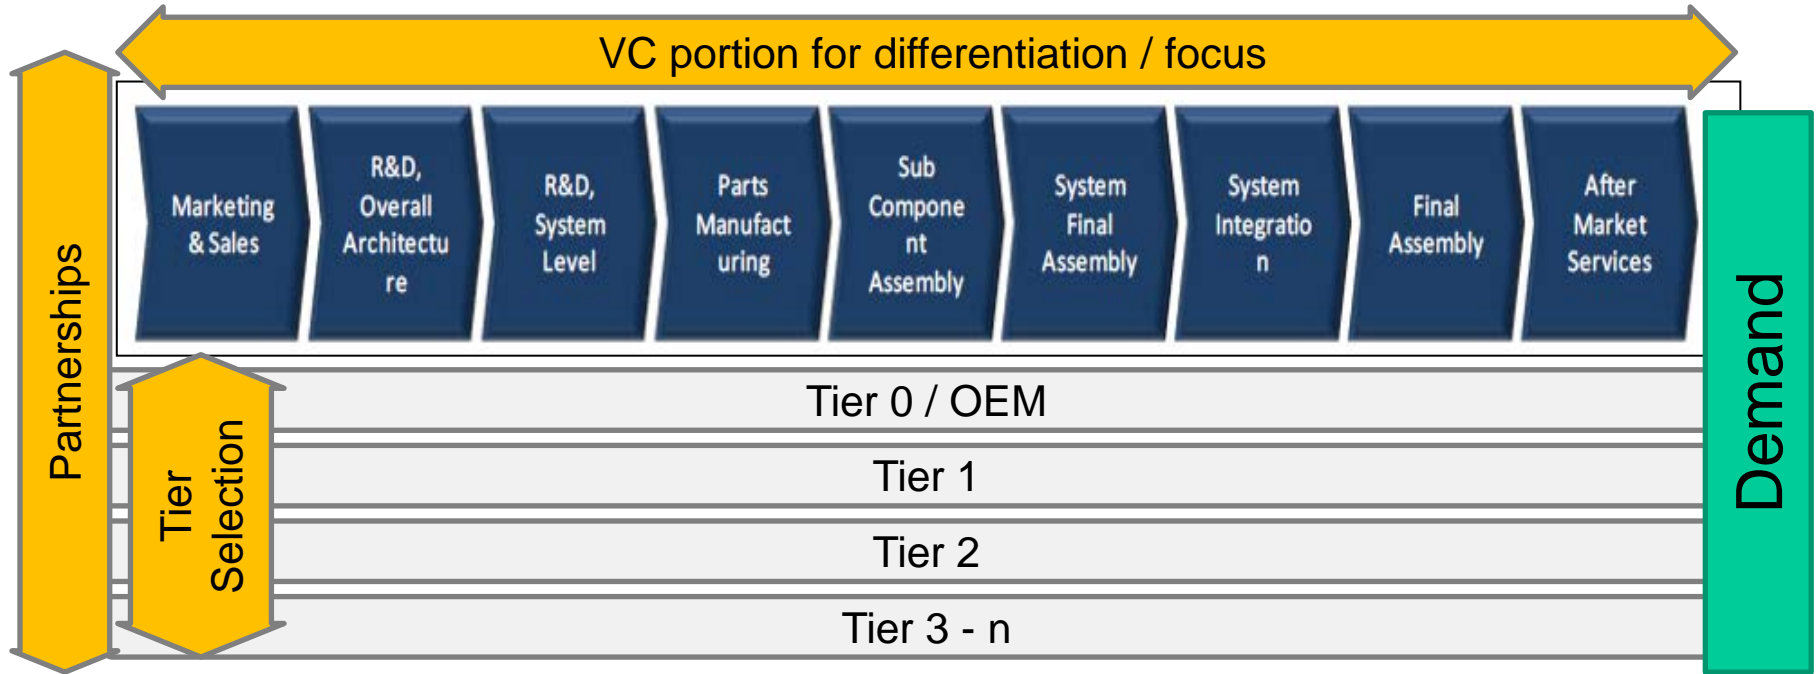 VC portion for differentiation / focus
Partnerships
Marketing
& Sales
R&D,
Overall
Architectu
re
R&D,
System
Level
Parts
Manufact
uring
Sub
Compone
nt
Assembly
System
Final
Assembly
System
Integratio
n
Final
Assembly
After
Market
Services
Demand
Tier
Selection
Tier 0 / OEM
Tier 1
Tier 2
Tier 3 - n